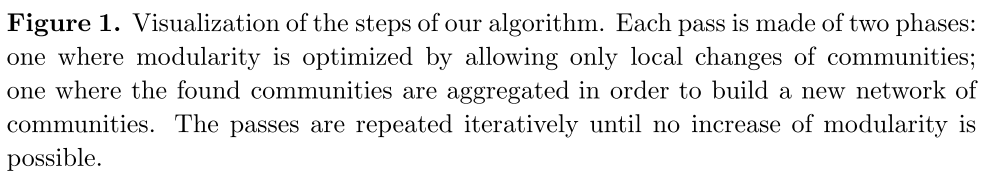 Figure 1. Visualization of the steps of our algorithm. Each pass is made of two phases:
one where modularity is optimized by allowing only local changes of communities;
one where the found communities are aggregated in order to build a new network of
communities. The passes are repeated iteratively until no increase of modularity is
possible.